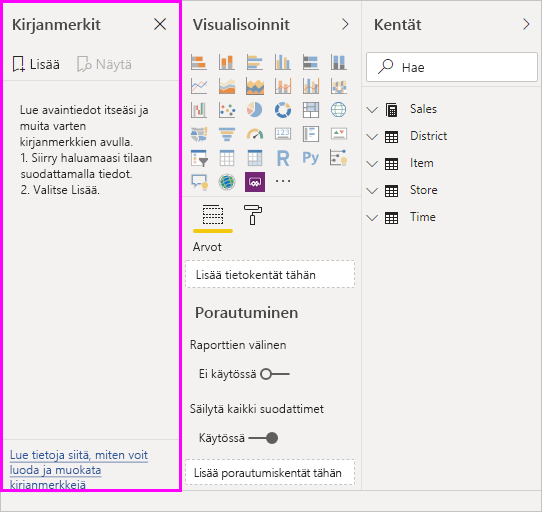 Kirjanmerkit
Lisää
Näytä
Lue avaintiedot itseäsi ja
muita varten
kirjanmerkkien avulla.
1. Siirry haluamaasi tilaan
suodattamalla tiedot.
2. Valitse Lisää.
Lue tietoja siitä, miten voit
luoda ja muokata
kirjanmerkkejä
Visualisoinnit
123
R
Py
Arvot
Lisää tietokentät tähän
Porautuminen
Raporttien välinen
Ei käytössä
Säilytä kaikki suodattimet
Käytössä
Lisää porautumiskentät tähän
Kentät
Hae
Sales
District
Item
Store
Time